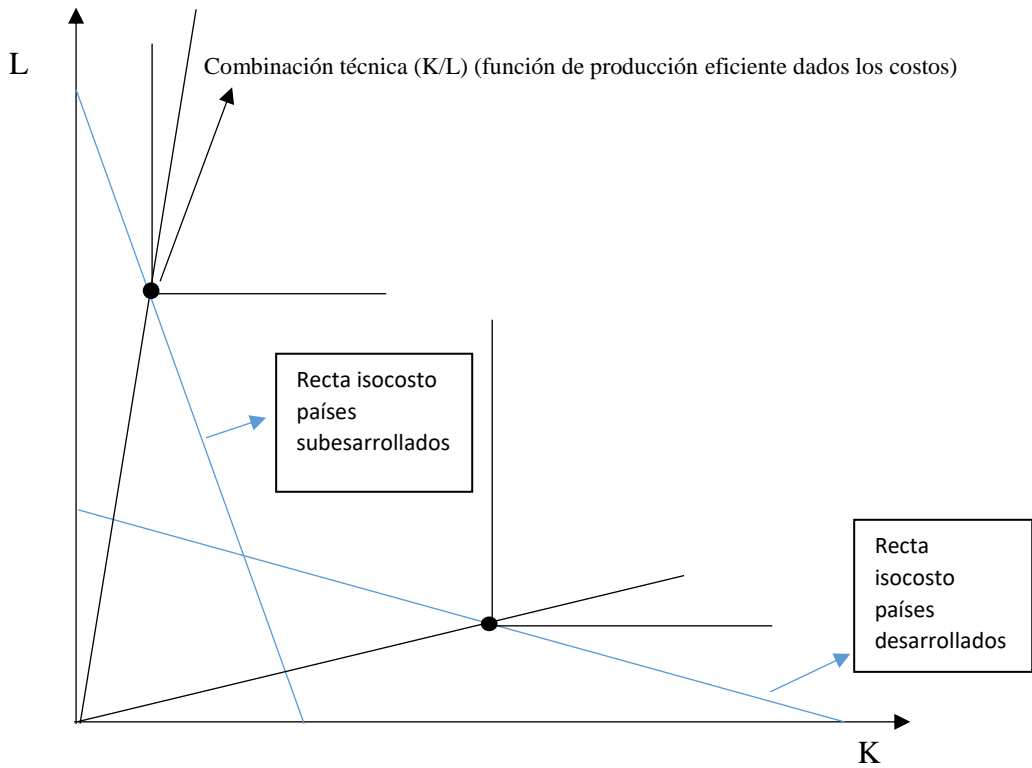 L
Combinación técnica (K/L) (función de producción eficiente dados los costos)
Recta isocosto
países
subesarrollados
Recta
isocosto
países
desarrollados
K